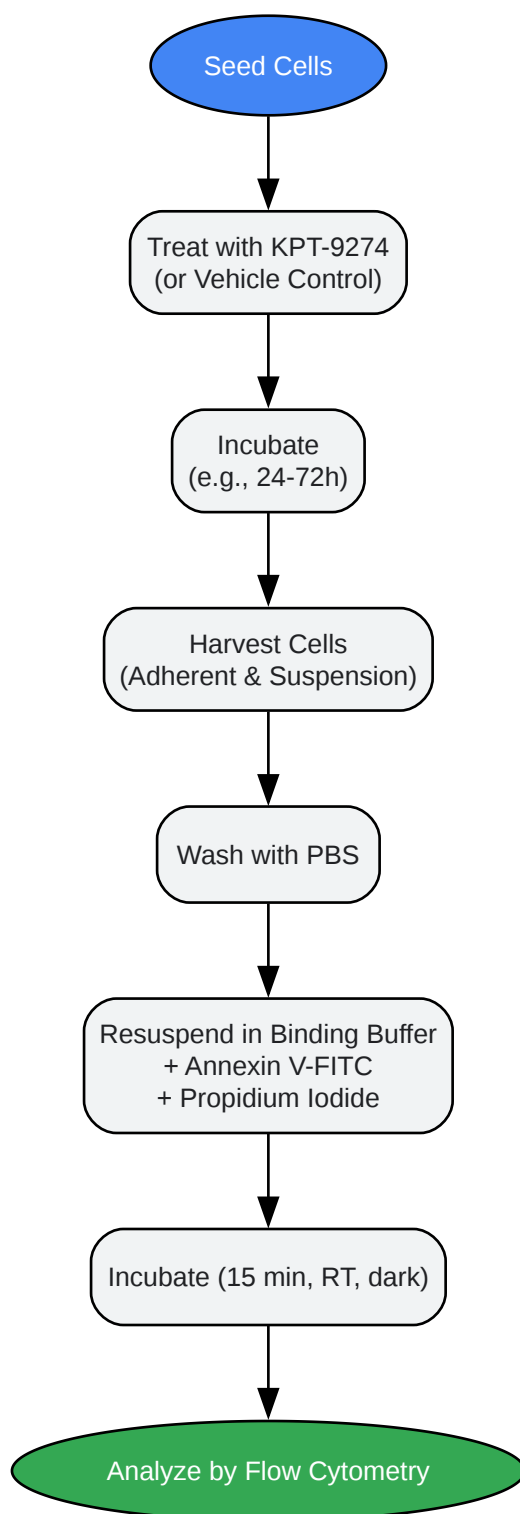 Seed Cells
Treat with KPT-9274
(or Vehicle Control)
Incubate
(e.g., 24-72h)
Harvest Cells
(Adherent & Suspension)
Wash with PBS
Resuspend in Binding Buffer
+ Annexin V-FITC
+ Propidium Iodide
Incubate (15 min, RT, dark)
Analyze by Flow Cytometry